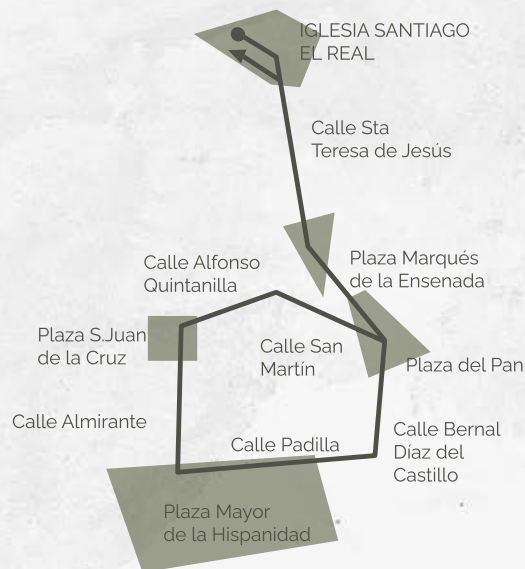 IGLESIA SANTIAGO
EL REAL
Calle Sta
Teresa de Jesús
Plaza Marqués
de la Ensenada
Calle Alfonso
Quintanilla
Plaza S.Juan
de la Cruz
Calle San
Martín
Plaza del Pan
Calle Almirante
Calle Padilla
Calle Bernal
Díaz del
Castillo
Plaza Mayor
de la Hispanidad